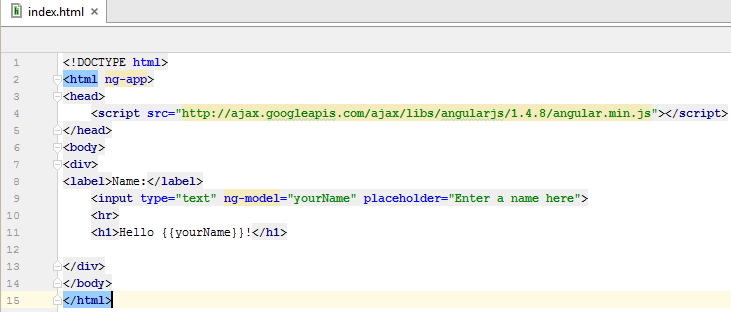 index.html
1 <!DOCTYPE html>
2 <html ng-app>
3 <head>
4     <script src="http://ajax.googleapis.com/ajax/libs/angularjs/1.4.8/angular.min.js"></script>
5 </head>
6 <body>
7 <div>
8 <label>Name:</label>
9     <input type="text" ng-model="yourName" placeholder="Enter a name here">
10     <hr>
11     <h1>Hello {{yourName}}!</h1>
12
13 </div>
14 </body>
15 </html>